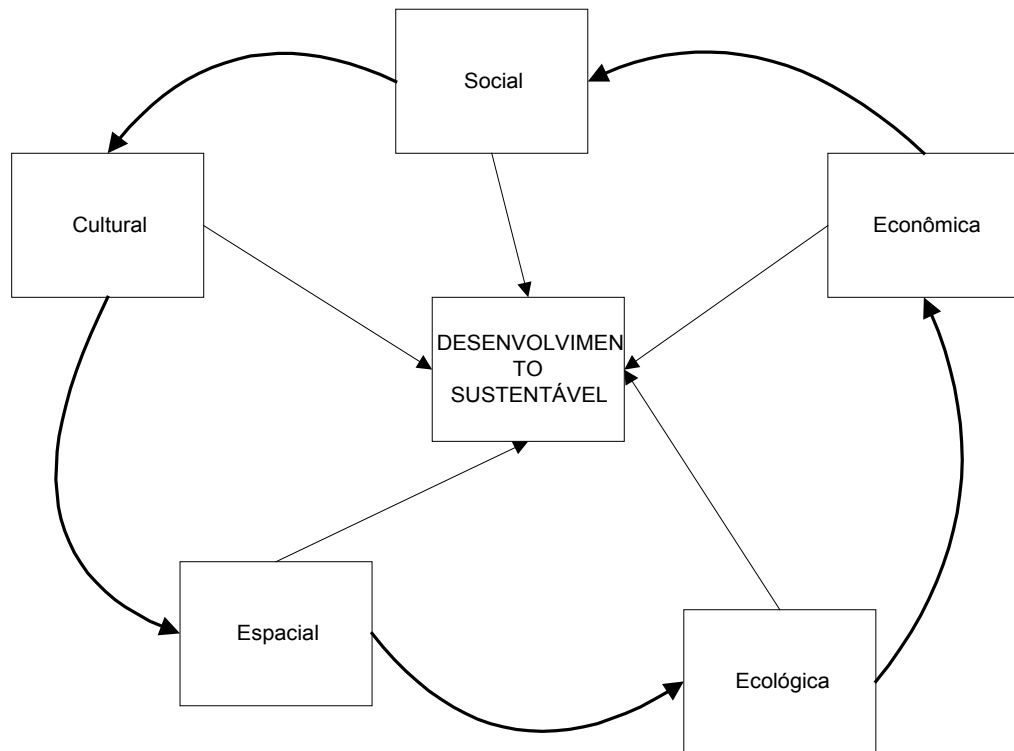 Social
Cultural
Econômica
DESENVOLVIMEN
TO
SUSTENTÁVEL
Espacial
Ecológica